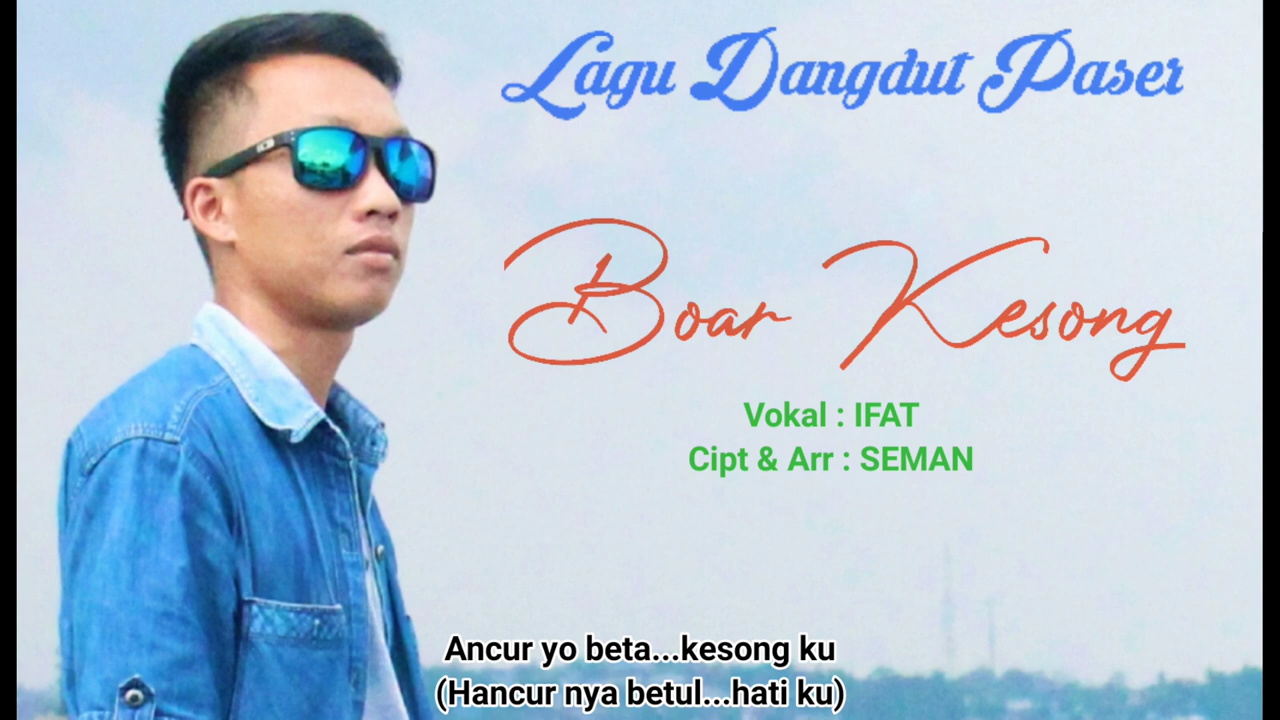 Lagu Dangdut Paser
Boar Kesong
Vokal : IFAT
Cipt & Arr : SEMAN
Ancur yo beta...kesong ku
(Hancur nya betul...hati ku)